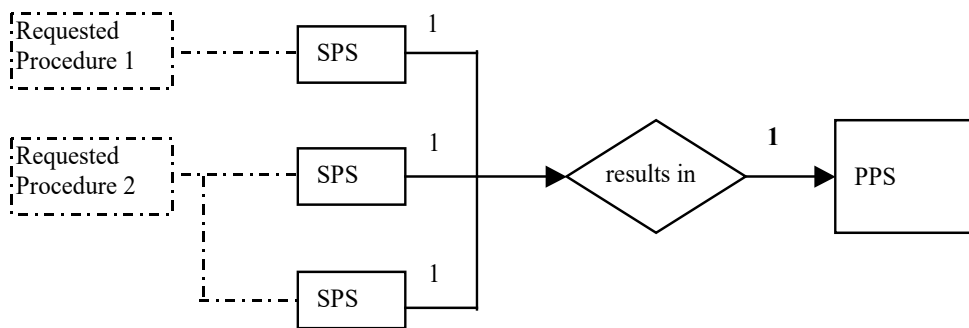 Requested
Procedure 1
SPS
1
Requested
Procedure 2
SPS
1
results in
1
PPS
SPS
1